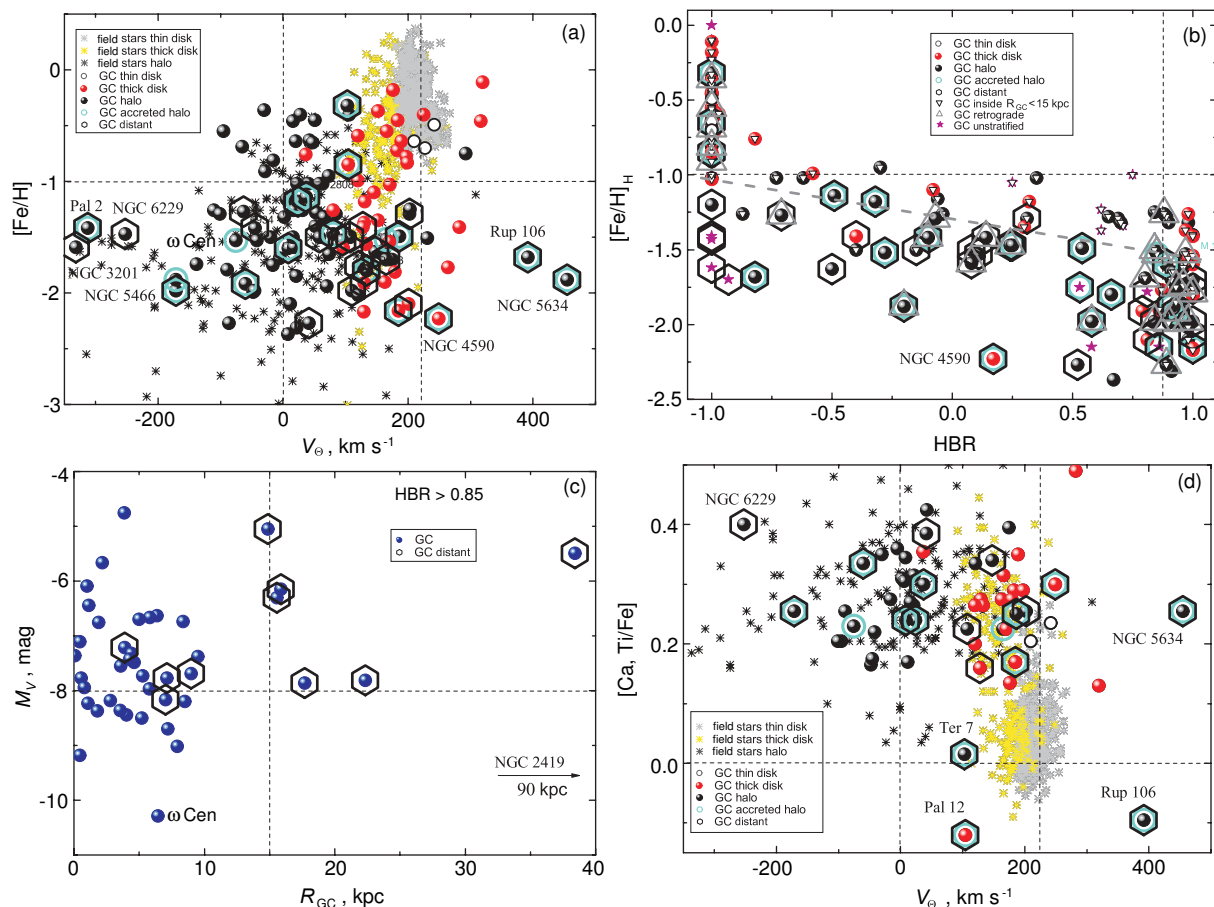 (a)
field stars thin disk
field stars thick disk
field stars halo
GC thin disk
GC thick disk
GC halo
GC accreted halo
GC distant
Pal 2
NGC 6229
ω Cen
2808
NGC 3201
NGC 5466
Rup 106
NGC 5634
NGC 4590
[Fe/H]
0
-1
-2
-3
-200
0
200
400
V_Θ , km s⁻¹
(b)
GC thin disk
GC thick disk
GC halo
GC accreted halo
GC distant
GC inside R_GC<15 kpc
GC retrograde
GC unstratified
NGC 4590
M
[Fe/H]_H
0.0
-0.5
-1.0
-1.5
-2.0
-2.5
-1.0
-0.5
0.0
0.5
1.0
HBR
(c)
HBR > 0.85
GC
GC distant
NGC 2419
90 kpc
ω Cen
M_V , mag
-4
-6
-8
-10
0
10
20
30
40
R_GC, kpc
(d)
NGC 6229
NGC 5634
Ter 7
Rup 106
Pal 12
field stars thin disk
field stars thick disk
field stars halo
GC thin disk
GC thick disk
GC halo
GC accreted halo
GC distant
[Ca, Ti/Fe]
0.4
0.2
0.0
-200
0
200
400
V_Θ , km s⁻¹